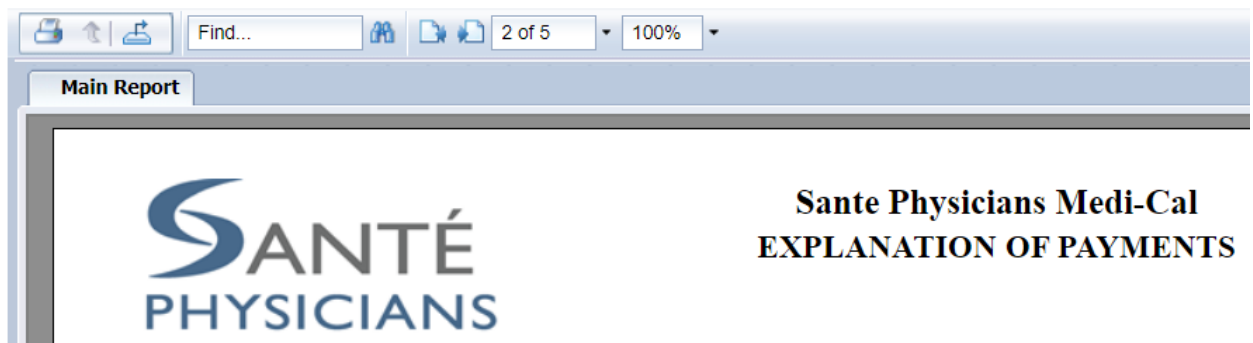 Find... 2 of 5 100%
Main Report
SANTÉ
PHYSICIANS
Sante Physicians Medi-Cal
EXPLANATION OF PAYMENTS